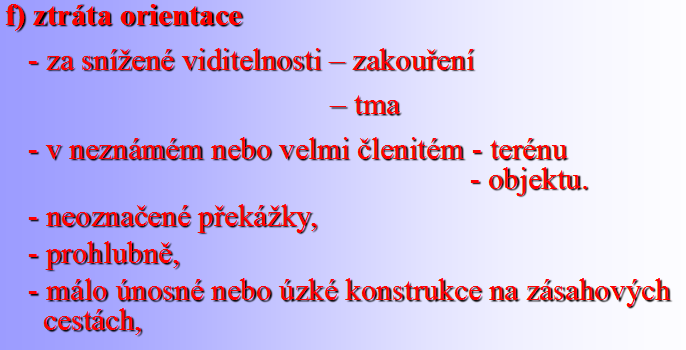 f) ztráta orientace
- za snížené viditelnosti – zakouření
– tma
- v neznámém nebo velmi členitém - terénu
- objektu.
- neoznačené překážky,
- prohlubně,
- málo únosné nebo úzké konstrukce na zásahových
cestách,